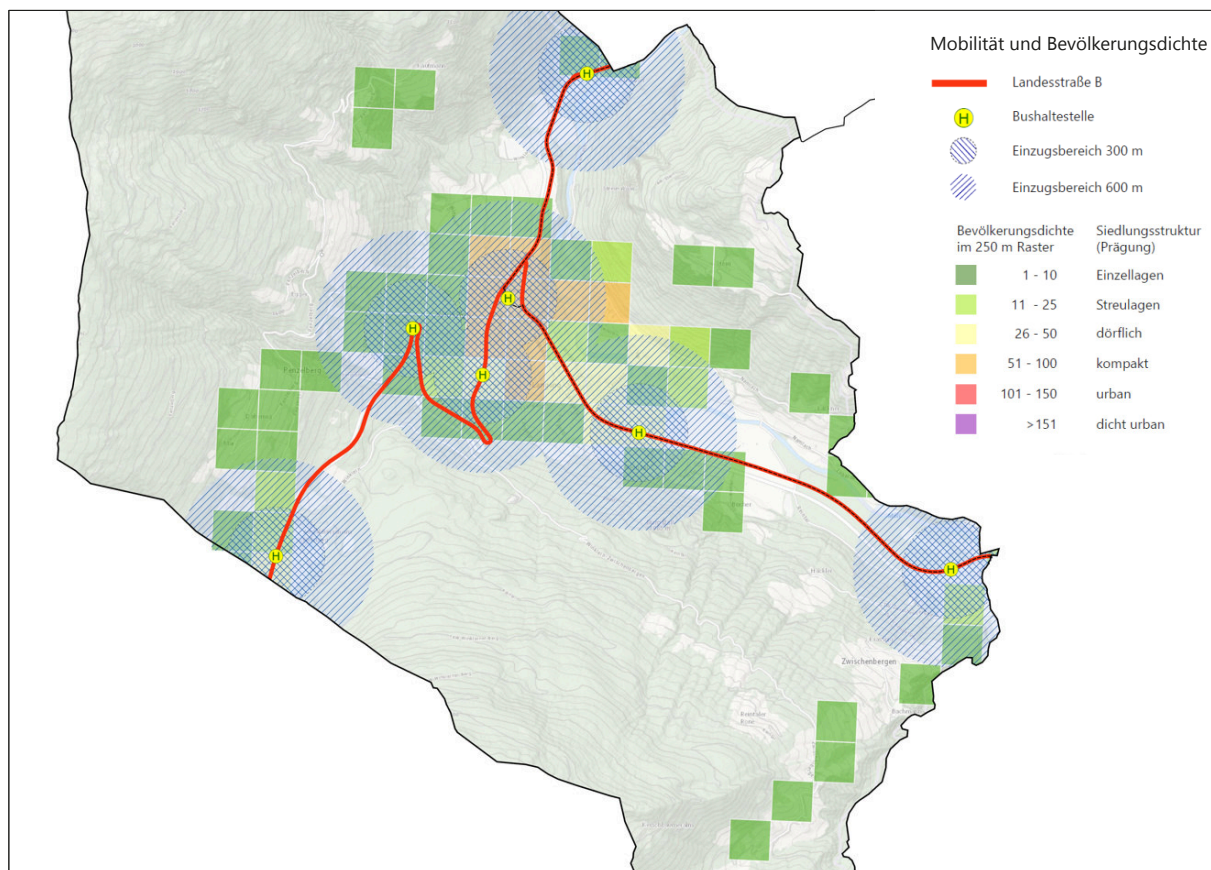 Mobilität und Bevölkerungsdichte
Landesstraße B
H Bushaltestelle
Einzugsbereich 300 m
Einzugsbereich 600 m
Bevölkerungsdichte Siedlungsstruktur
im 250 m Raster (Prägung)
1 - 10 Einzellagen
11 - 25 Streulagen
26 - 50 dörflich
51 - 100 kompakt
101 - 150 urban
>151 dicht urban
H
H
H
H
H
H
H
Penzelberg
Zwischenbergen